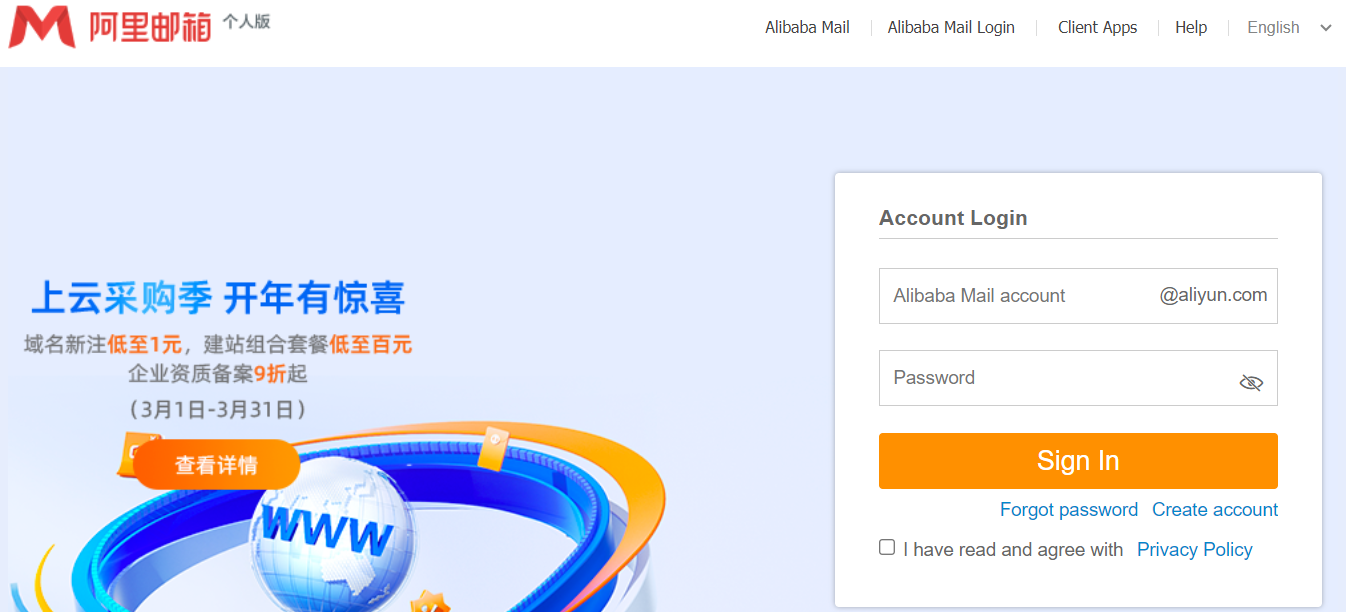 阿里邮箱 个人版
Alibaba Mail
Alibaba Mail Login
Client Apps
Help
English
上云采购季 开年有惊喜
域名新注低至1元，建站组合套餐低至百元
企业资质备案9折起
（3月1日-3月31日）
查看详情
WWW
Account Login
Alibaba Mail account @aliyun.com
Password
Sign In
Forgot password Create account
I have read and agree with Privacy Policy